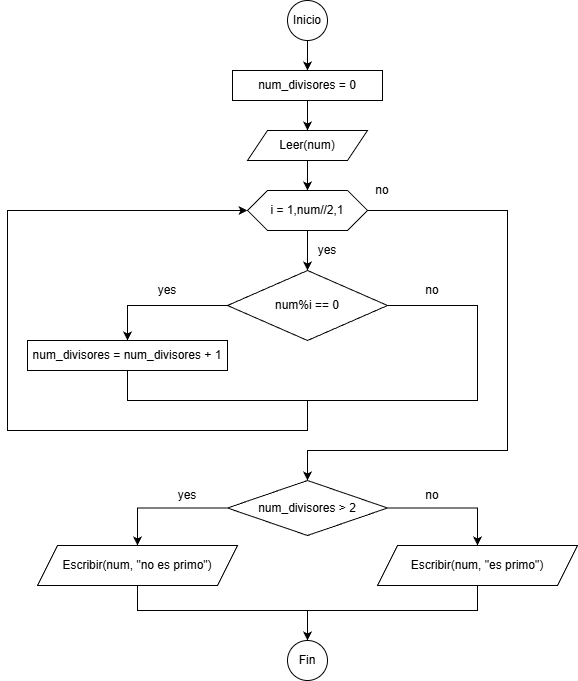 Inicio
num_divisores = 0
Leer(num)
no
i = 1,num//2,1
yes
yes
num%i == 0
no
num_divisores = num_divisores + 1
yes
num_divisores > 2
no
Escribir(num, "no es primo")
Escribir(num, "es primo")
Fin